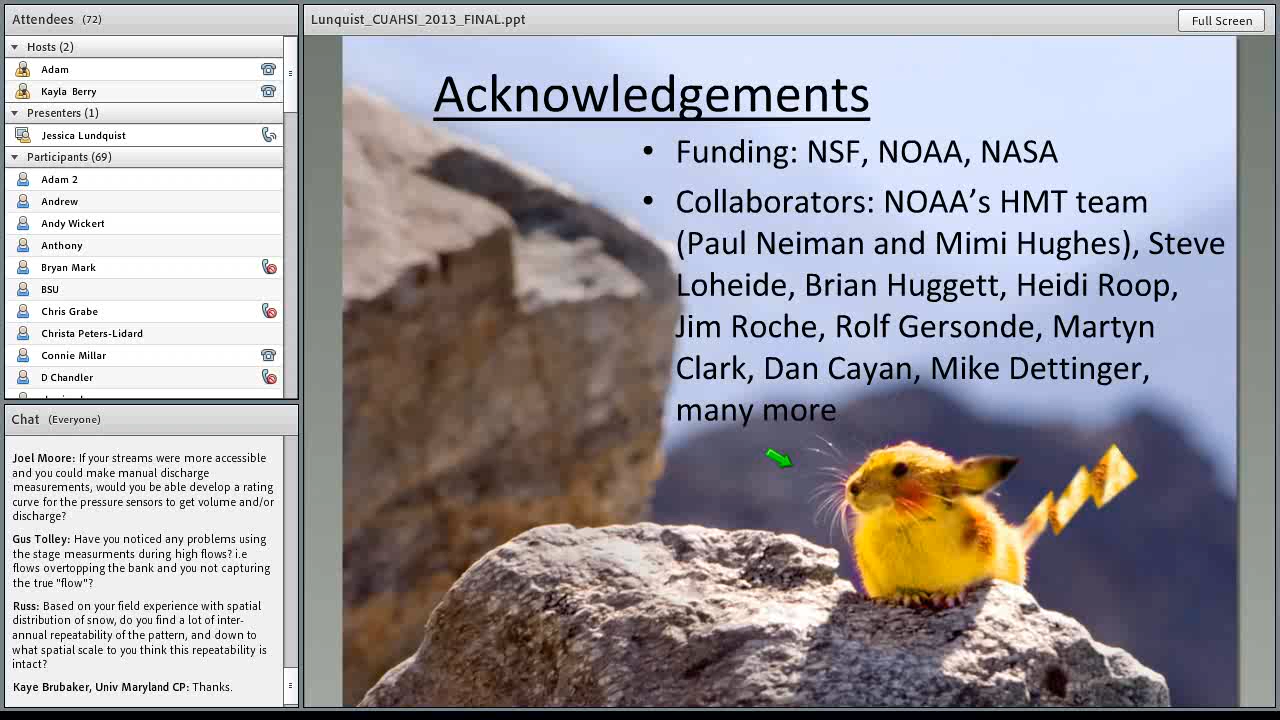 Attendees (72)
Hosts (2)
Adam
Kayla Berry
Presenters (1)
Jessica Lundquist
Participants (69)
Adam 2
Andrew
Andy Wickert
Anthony
Bryan Mark
BSU
Chris Grabe
Christa Peters-Lidard
Connie Millar
D Chandler
Chat (Everyone)
Joel Moore: If your streams were more accessible
and you could make manual discharge
measurements, would you be able develop a rating
curve for the pressure sensors to get volume and/or
discharge?
Gus Tolley: Have you noticed any problems using
the stage measurments during high flows? i.e
flows overtopping the bank and you not capturing
the true "flow"?
Russ: Based on your field experience with spatial
distribution of snow, do you find a lot of inter-
annual repeatability of the pattern, and down to
what spatial scale to you think this repeatability is
intact?
Kaye Brubaker, Univ Maryland CP: Thanks.
Lunquist_CUAHSI_2013_FINAL.ppt
Full Screen
Acknowledgements
• Funding: NSF, NOAA, NASA
• Collaborators: NOAA’s HMT team
(Paul Neiman and Mimi Hughes), Steve
Loheide, Brian Huggett, Heidi Roop,
Jim Roche, Rolf Gersonde, Martyn
Clark, Dan Cayan, Mike Dettinger,
many more